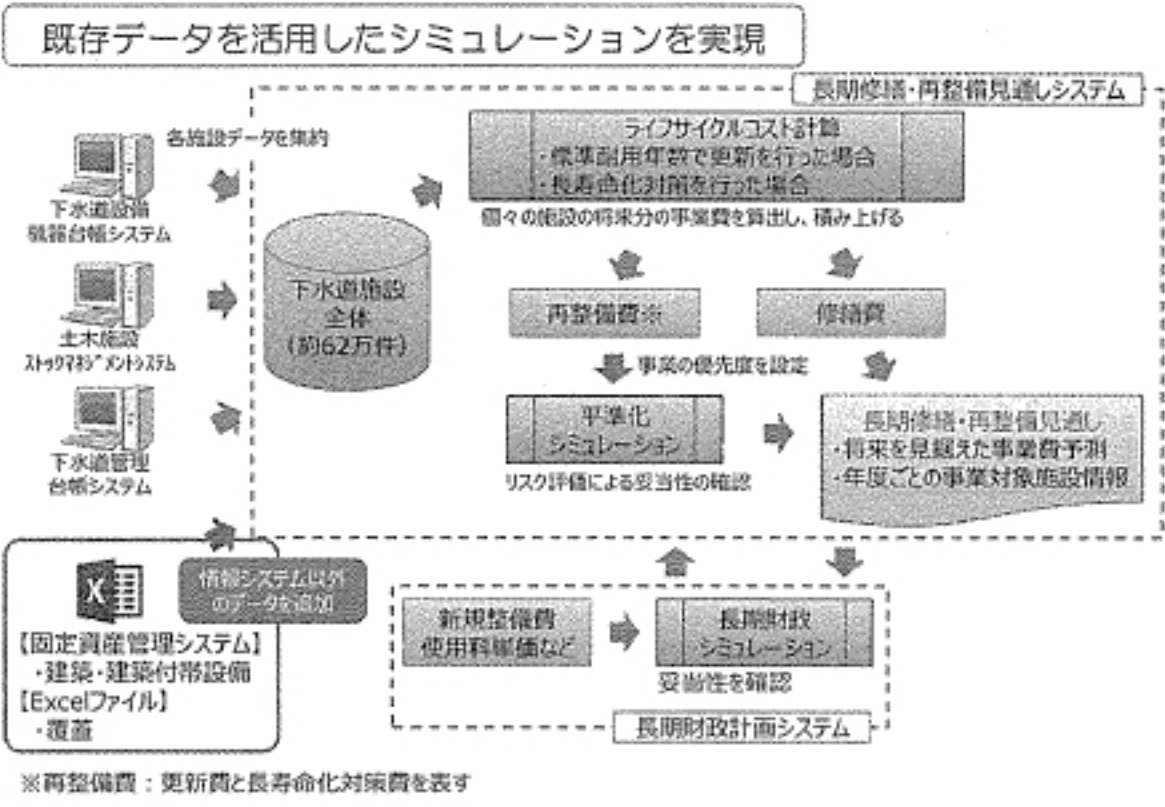 既存データを活用したシミュレーションを実現
長期修繕・再整備見通しシステム
各施設データを集約
下水道設備
機器台帳システム
土木施設
ストックマネジメントシステム
下水道管理
台帳システム
下水道施設
全体
（約62万件）
ライフサイクルコスト計算
・標準耐用年数で更新を行った場合
・長寿命化対策を行った場合
個々の施設の将来分の事業費を算出し、積み上げる
再整備費※
修繕費
事業の優先度を設定
平準化
シミュレーション
リスク評価による妥当性の確認
長期修繕・再整備見通し
・将来を見据えた事業費予測
・年度ごとの事業対象施設情報
情報システム以外
のデータを追加
X
【固定資産管理システム】
・建築・建築付帯設備
【Excelファイル】
・覆蓋
新規整備費
使用料単価など
長期財政
シミュレーション
妥当性を確認
長期財政計画システム
※再整備費：更新費と長寿命化対策費を表す